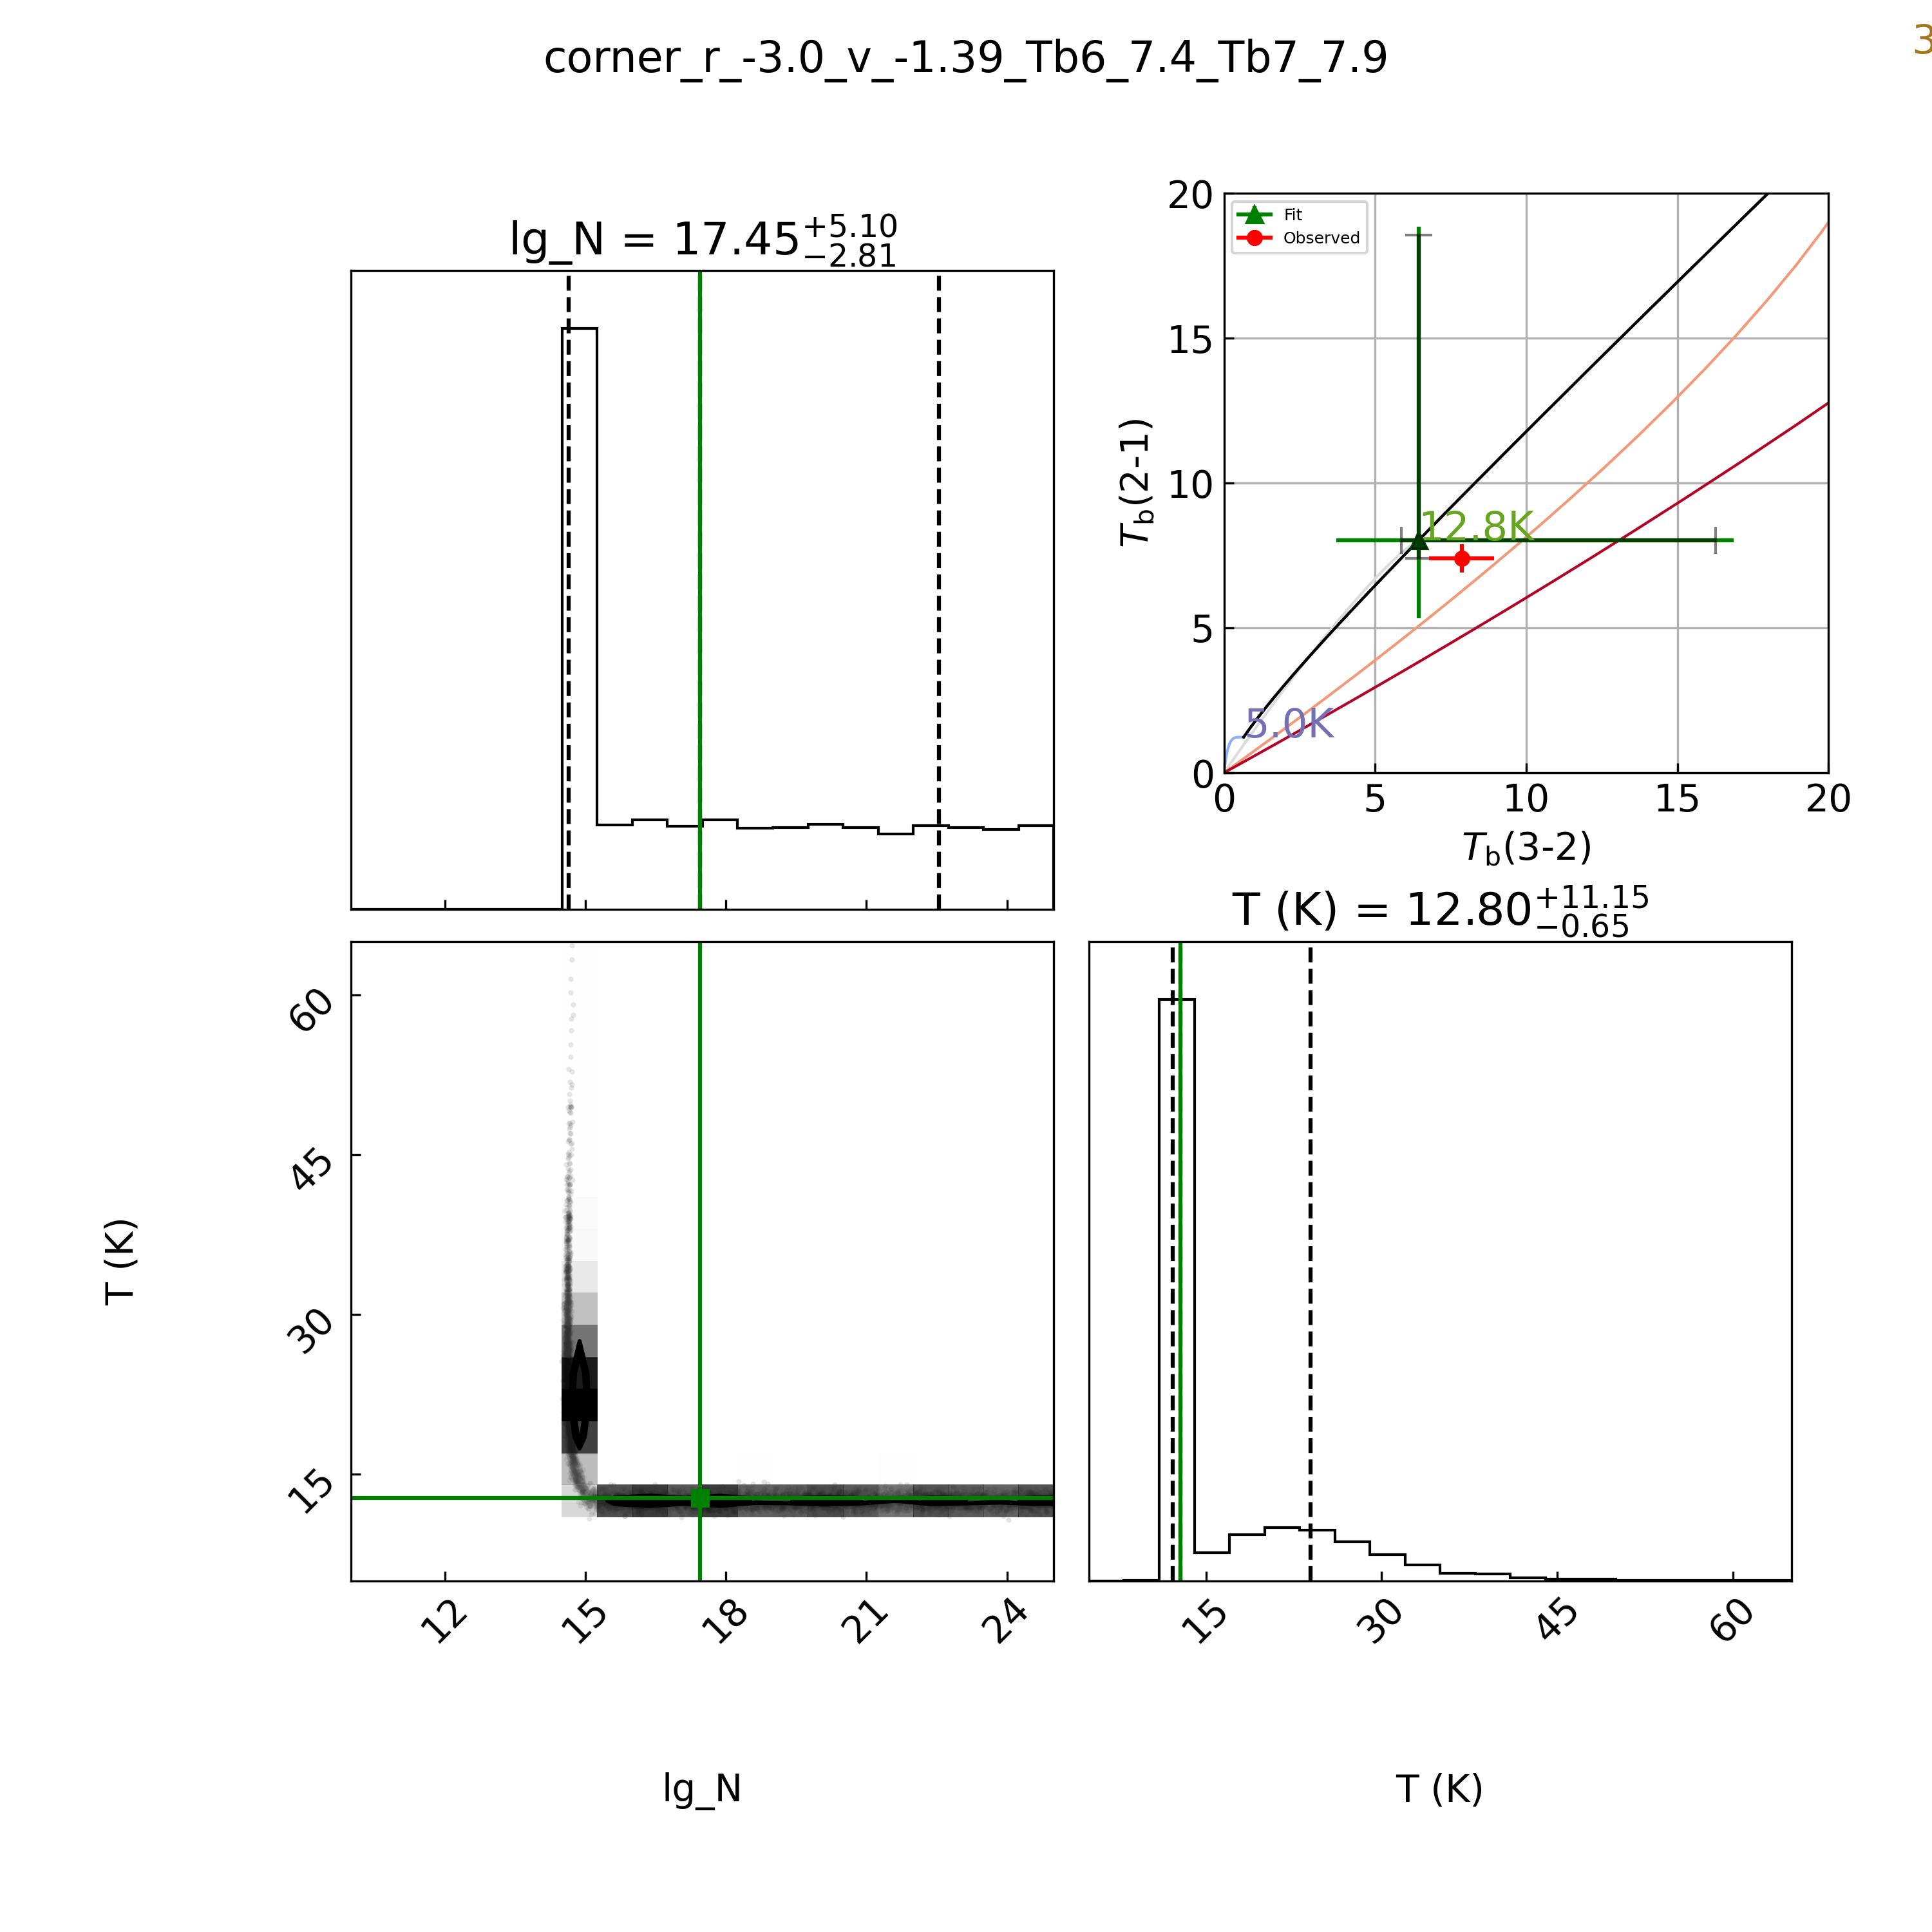 corner_r_-3.0_v_-1.39_Tb6_7.4_Tb7_7.9
3
lg_N = 17.45 +5.10 −2.81
20
15
10
5
0
Tb(2-1)
Fit
Observed
12.8K
5.0K
0 5 10 15 20
Tb(3-2)
T (K) = 12.80 +11.15 −0.65
60
45
30
15
T (K)
12 15 18 21 24
lg_N
15 30 45 60
T (K)